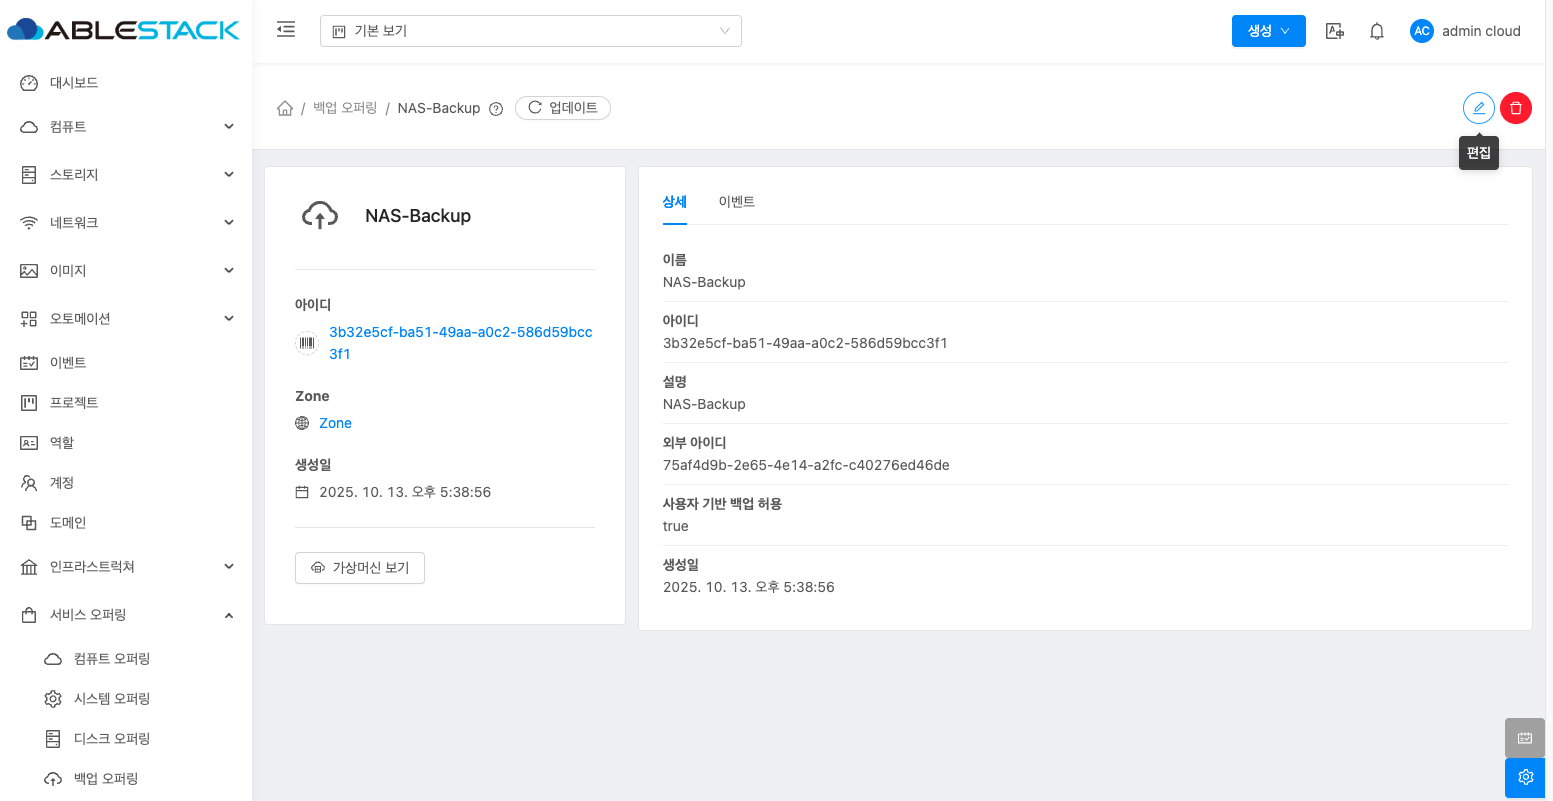 ABLESTACK
기본 보기
생성
AC admin cloud
대시보드
컴퓨트
스토리지
네트워크
이미지
오토메이션
이벤트
프로젝트
역할
계정
도메인
인프라스트럭쳐
서비스 오퍼링
컴퓨트 오퍼링
시스템 오퍼링
디스크 오퍼링
백업 오퍼링
/ 백업 오퍼링 / NAS-Backup 업데이트
편집
NAS-Backup
아이디
3b32e5cf-ba51-49aa-a0c2-586d59bcc
3f1
Zone
Zone
생성일
2025. 10. 13. 오후 5:38:56
가상머신 보기
상세 이벤트
이름
NAS-Backup
아이디
3b32e5cf-ba51-49aa-a0c2-586d59bcc3f1
설명
NAS-Backup
외부 아이디
75af4d9b-2e65-4e14-a2fc-c40276ed46de
사용자 기반 백업 허용
true
생성일
2025. 10. 13. 오후 5:38:56